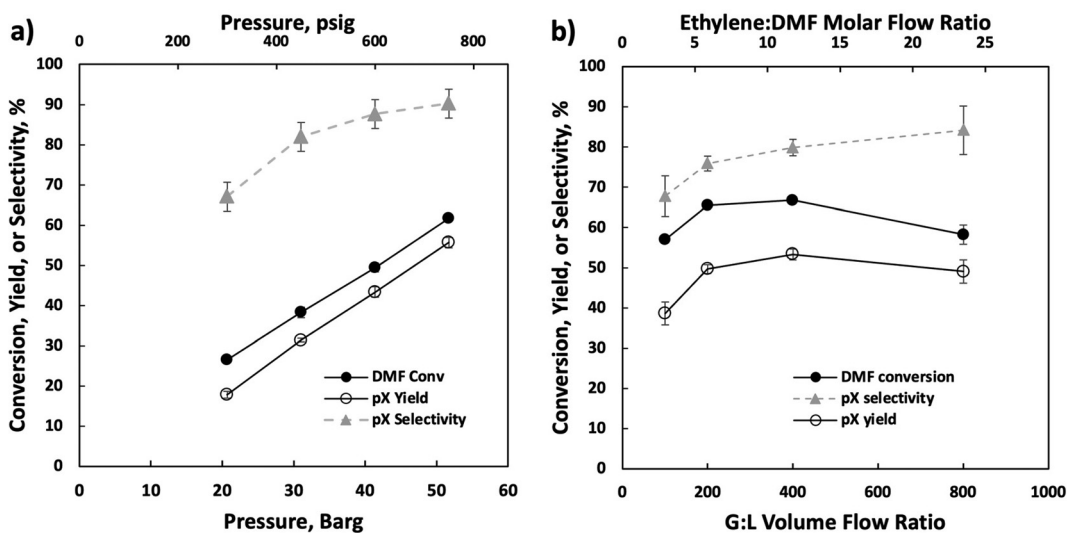 a)
Pressure, psig
0 200 400 600 800
Conversion, Yield, or Selectivity, %
100
90
80
70
60
50
40
30
20
10
0
DMF Conv
pX Yield
pX Selectivity
0 10 20 30 40 50 60
Pressure, Barg
b)
Ethylene:DMF Molar Flow Ratio
0 5 10 15 20 25
Conversion, Yield, or Selectivity, %
100
90
80
70
60
50
40
30
20
10
0
DMF conversion
pX selectivity
pX yield
0 200 400 600 800 1000
G:L Volume Flow Ratio